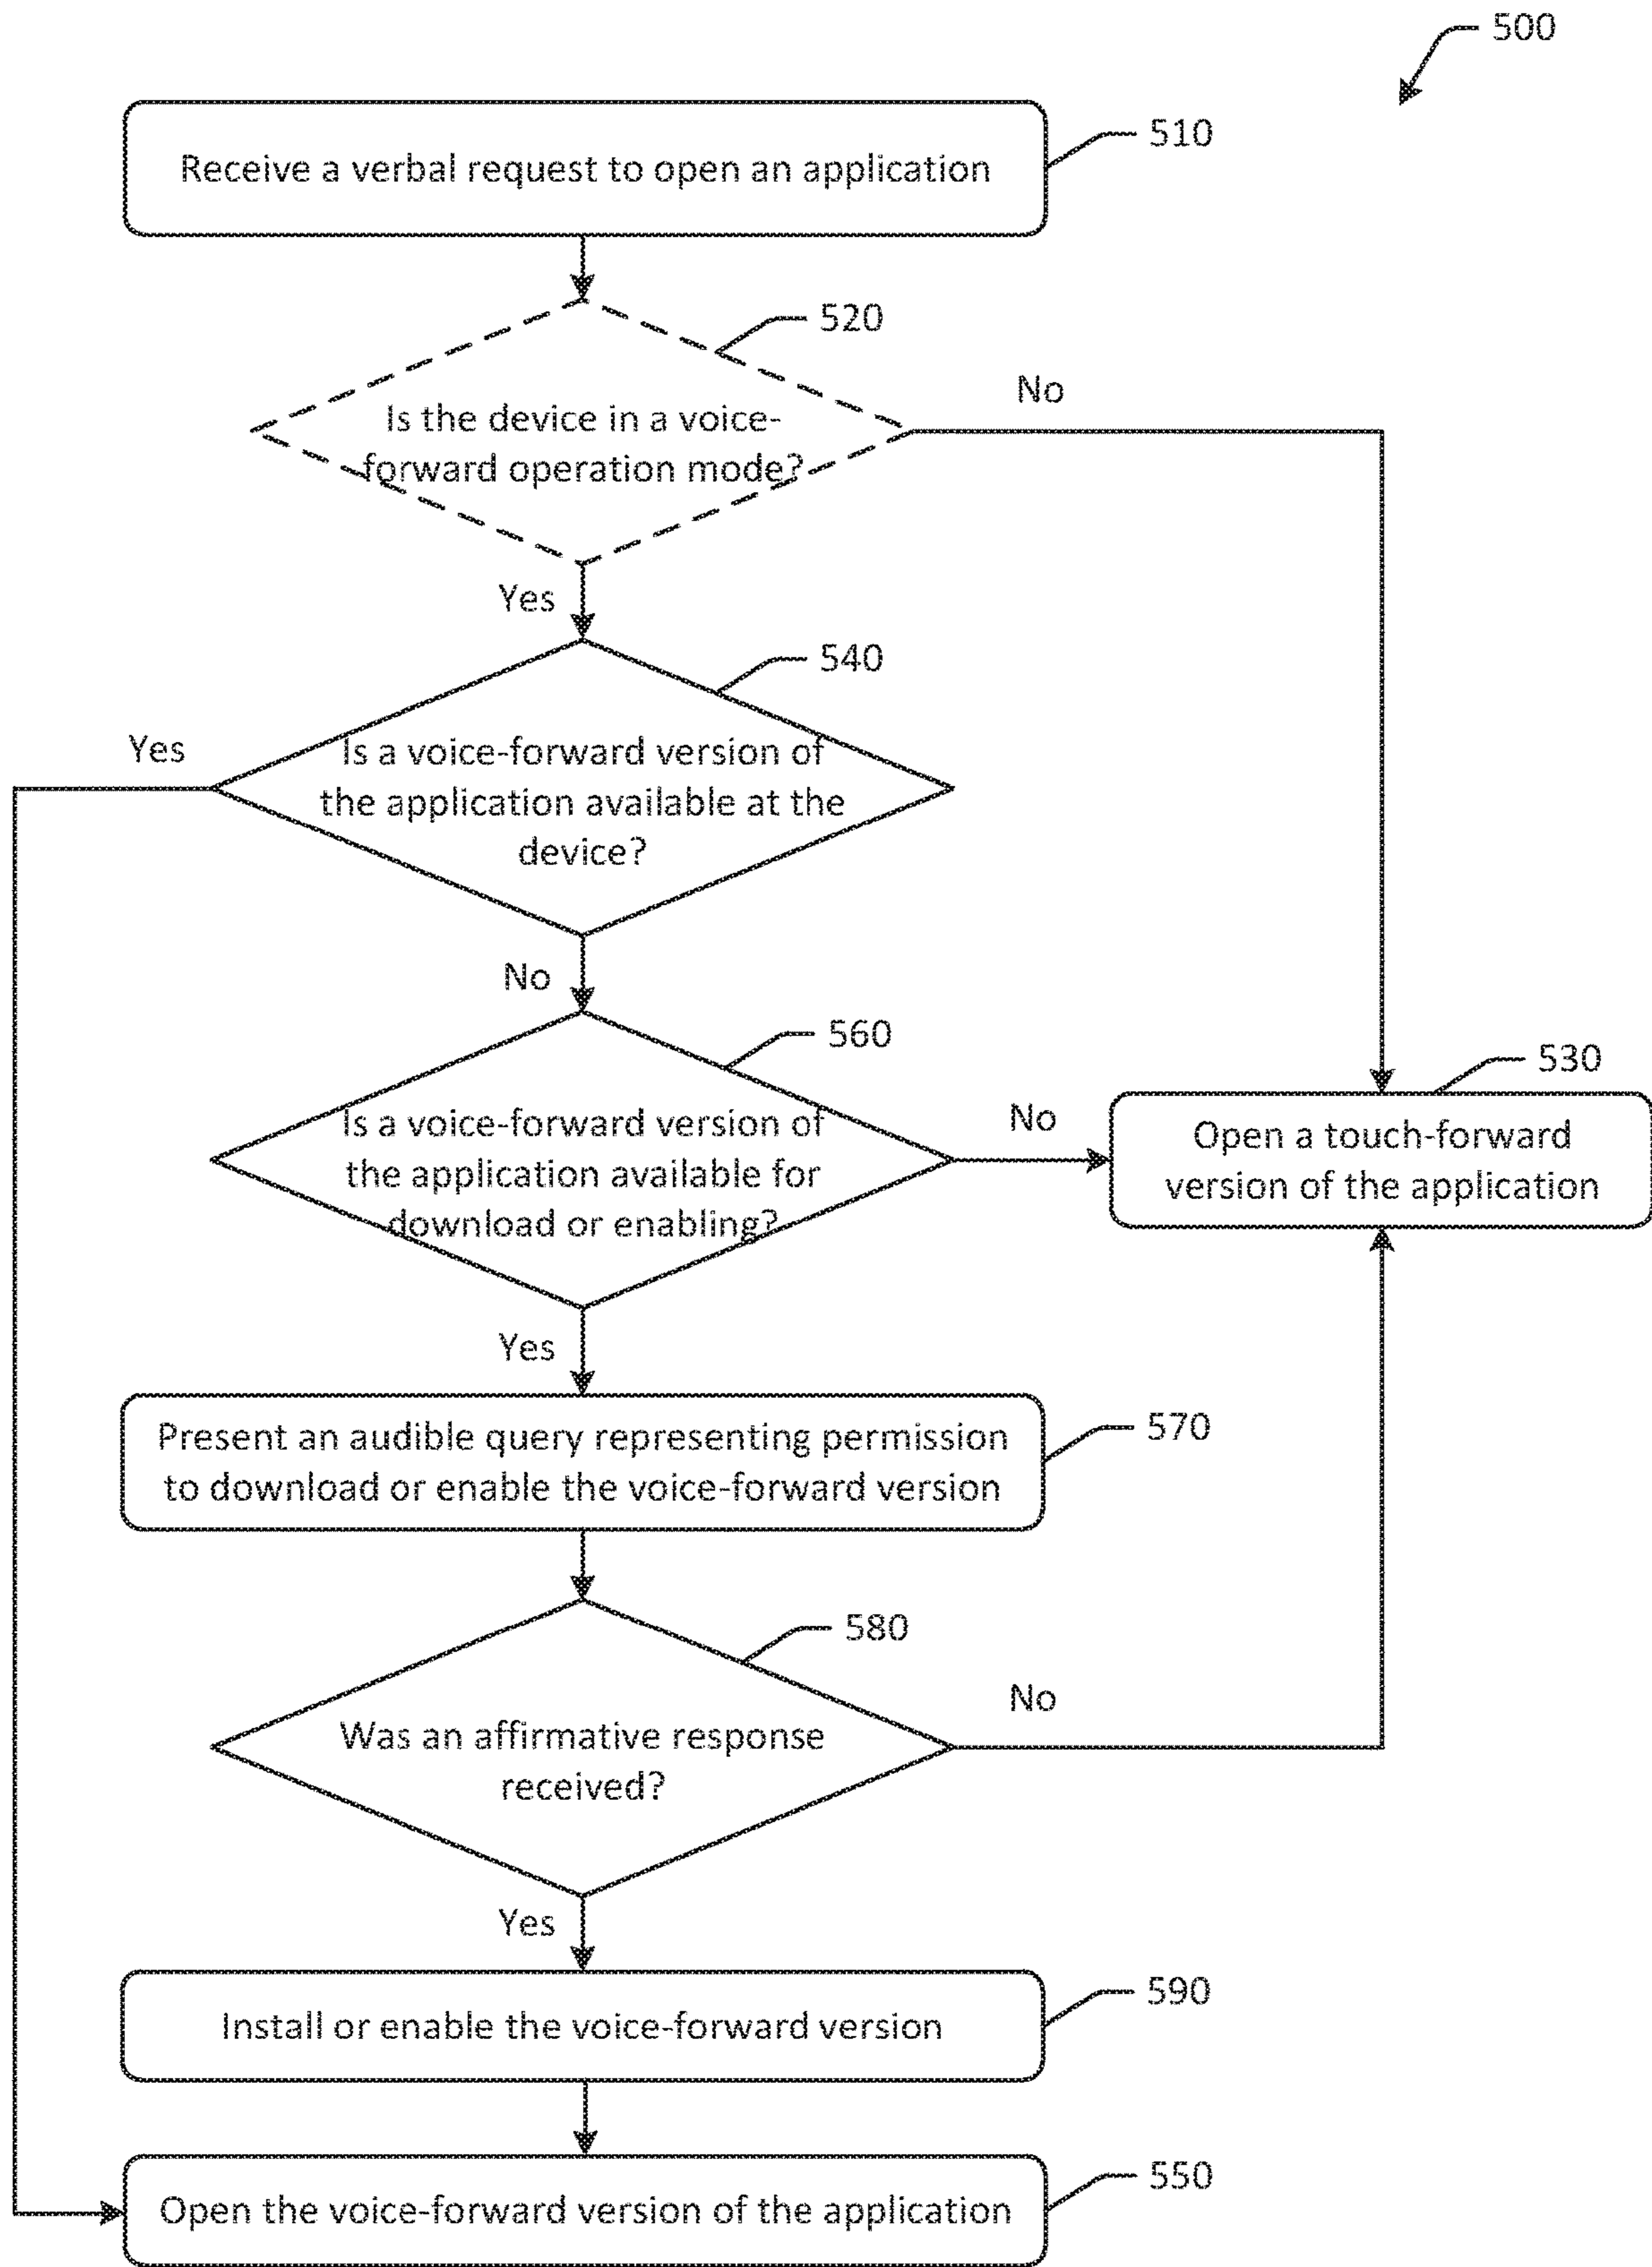 500
510
Receive a verbal request to open an application
520
No
Is the device in a voice-
forward operation mode?
Yes
540
Yes
Is a voice-forward version of
the application available at the
device?
No
560
530
Is a voice-forward version of
the application available for
download or enabling?
No
Open a touch-forward
version of the application
Yes
570
Present an audible query representing permission
to download or enable the voice-forward version
580
No
Was an affirmative response
received?
Yes
590
Install or enable the voice-forward version
550
Open the voice-forward version of the application